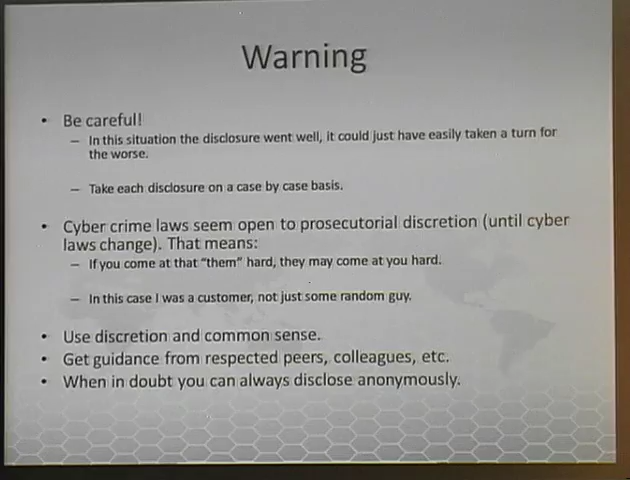 Warning
• Be careful!
– In this situation the disclosure went well, it could just have easily taken a turn for
the worse.
– Take each disclosure on a case by case basis.
• Cyber crime laws seem open to prosecutorial discretion (until cyber
laws change). That means:
– If you come at that “them” hard, they may come at you hard.
– In this case I was a customer, not just some random guy.
• Use discretion and common sense.
• Get guidance from respected peers, colleagues, etc.
• When in doubt you can always disclose anonymously.